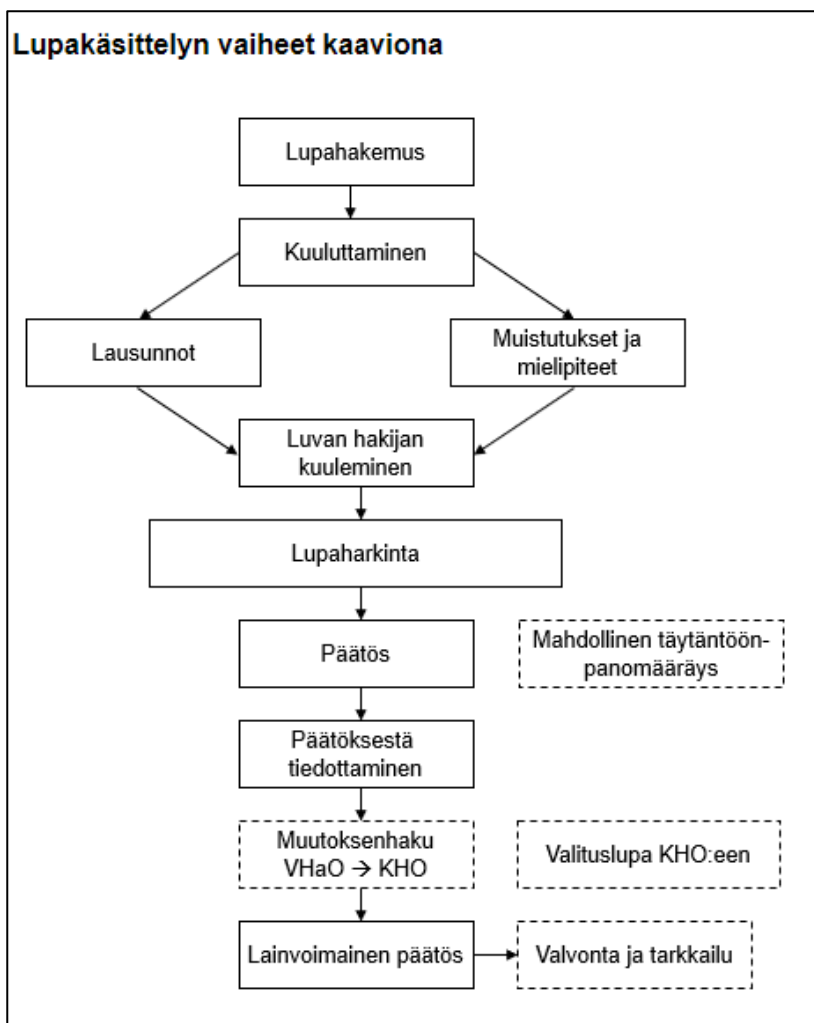 Lupakäsittelyn vaiheet kaaviona
Lupahakemus
Kuuluttaminen
Lausunnot
Muistutukset ja
mielipiteet
Luvan hakijan
kuuleminen
Lupaharkinta
Päätös
Mahdollinen täytäntöön-
panomääräys
Päätöksestä
tiedottaminen
Muutoksenhaku
VHaO → KHO
Valituslupa KHO:een
Lainvoimainen päätös
Valvonta ja tarkkailu